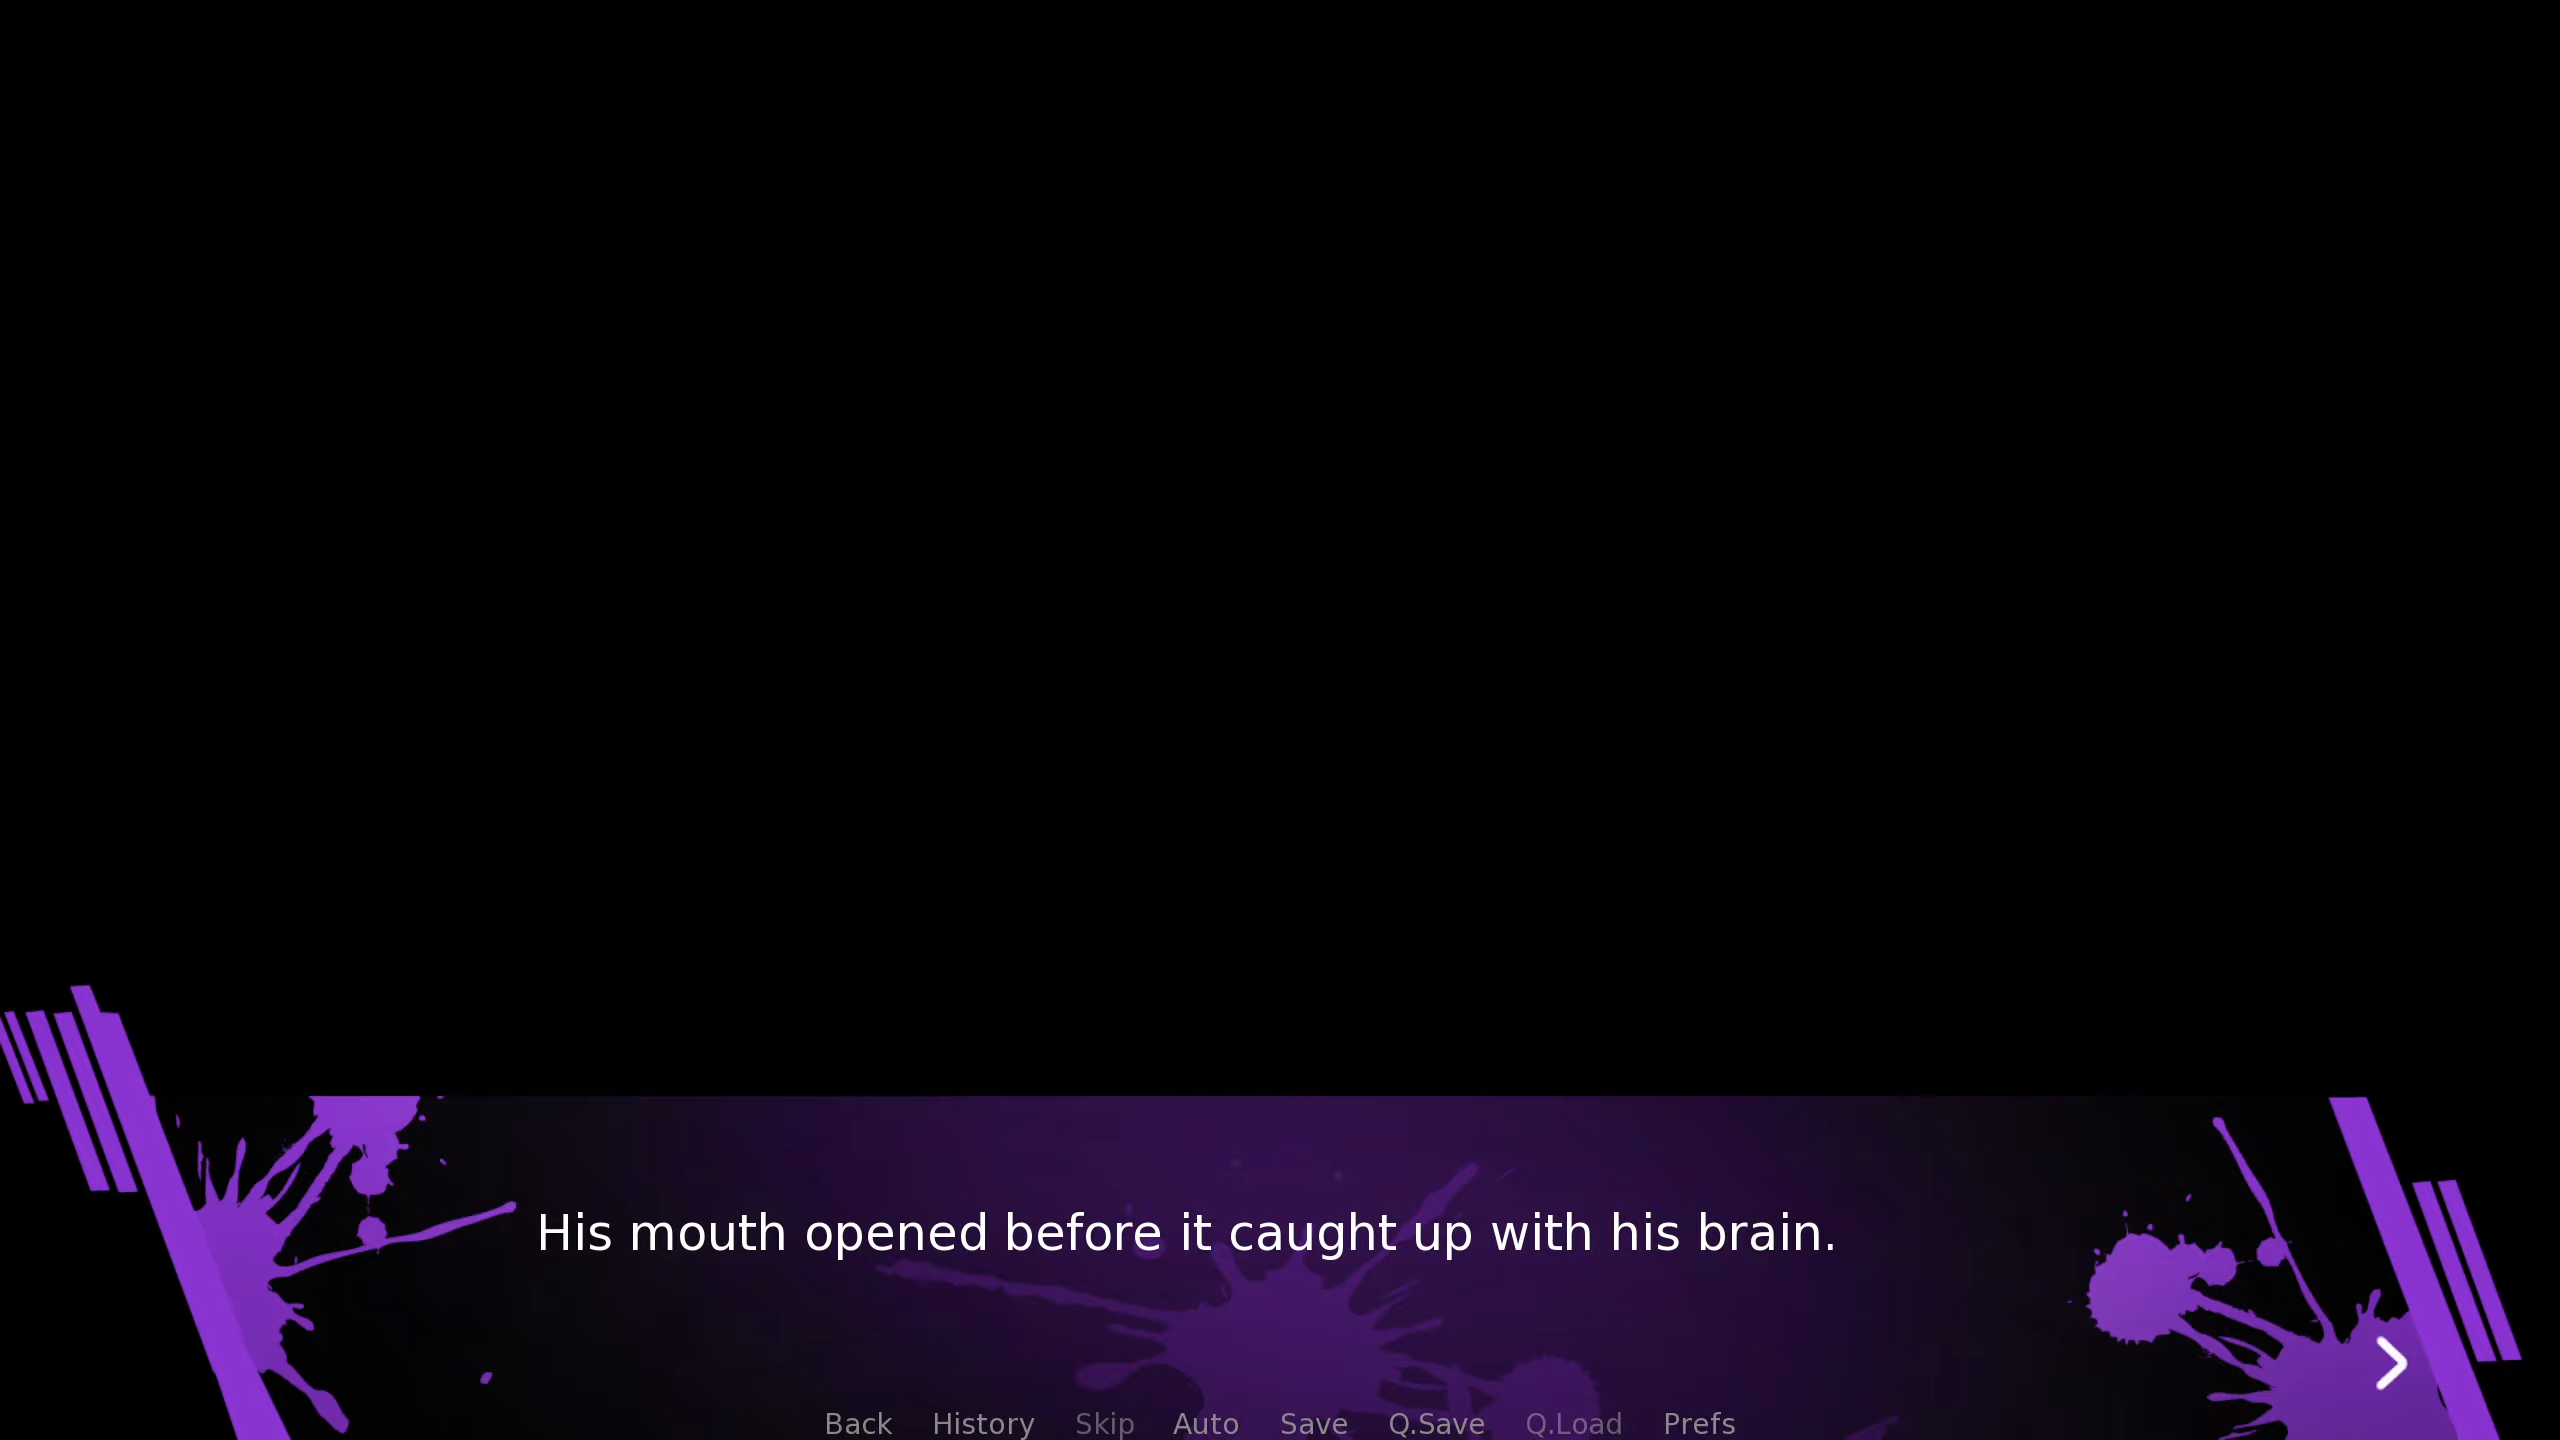 His mouth opened before it caught up with his brain.
Back History Skip Auto Save Q.Save Q.Load Prefs